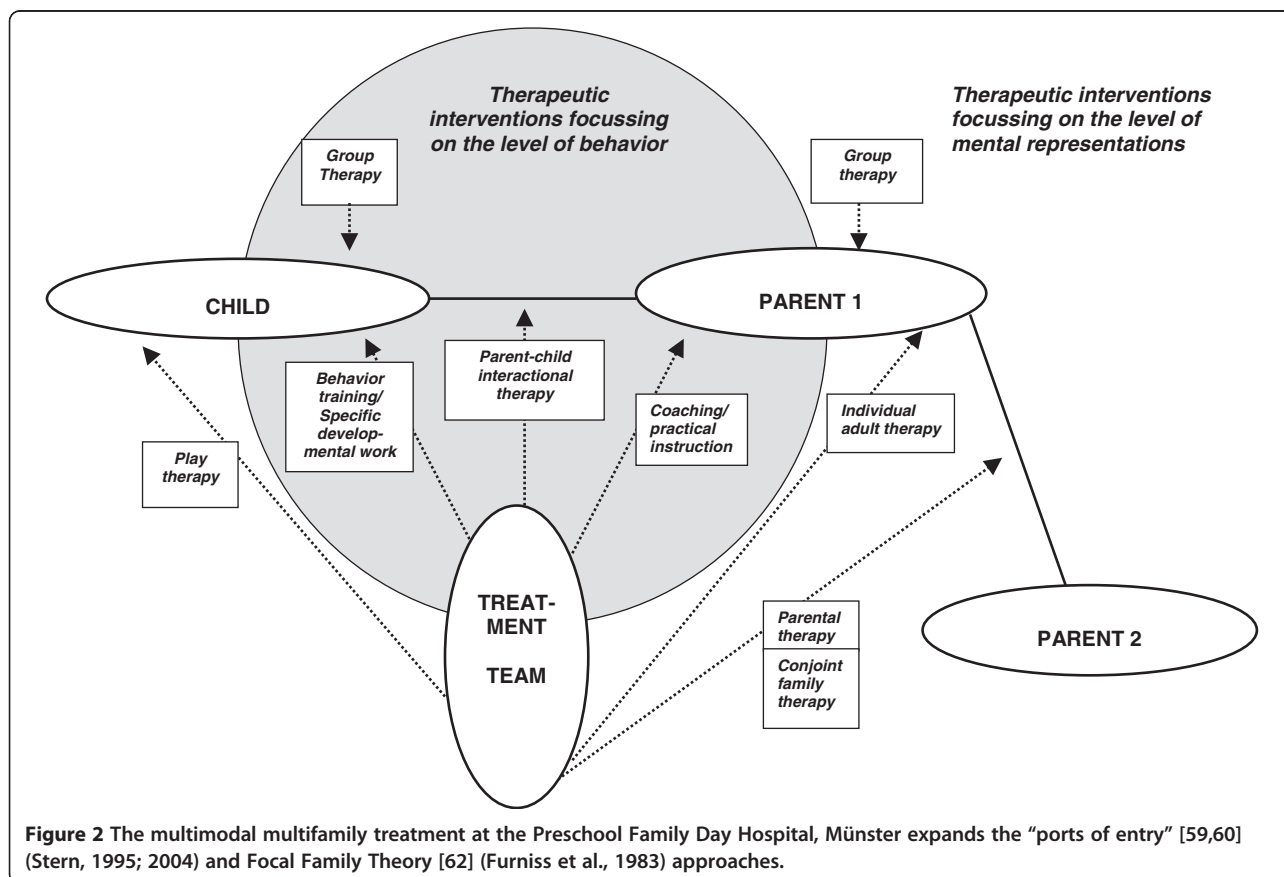 Therapeutic
interventions focussing
on the level of behavior
Therapeutic interventions
focussing on the level of
mental representations
Group
Therapy
Group
therapy
CHILD
PARENT 1
Parent-child
interactional
therapy
Behavior
training/
Specific
develop-
mental work
Coaching/
practical
instruction
Individual
adult therapy
Play
therapy
TREAT-
MENT
TEAM
Parental
therapy
Conjoint
family
therapy
PARENT 2
Figure 2 The multimodal multifamily treatment at the Preschool Family Day Hospital, Münster expands the “ports of entry” [59,60]
(Stern, 1995; 2004) and Focal Family Theory [62] (Furniss et al., 1983) approaches.